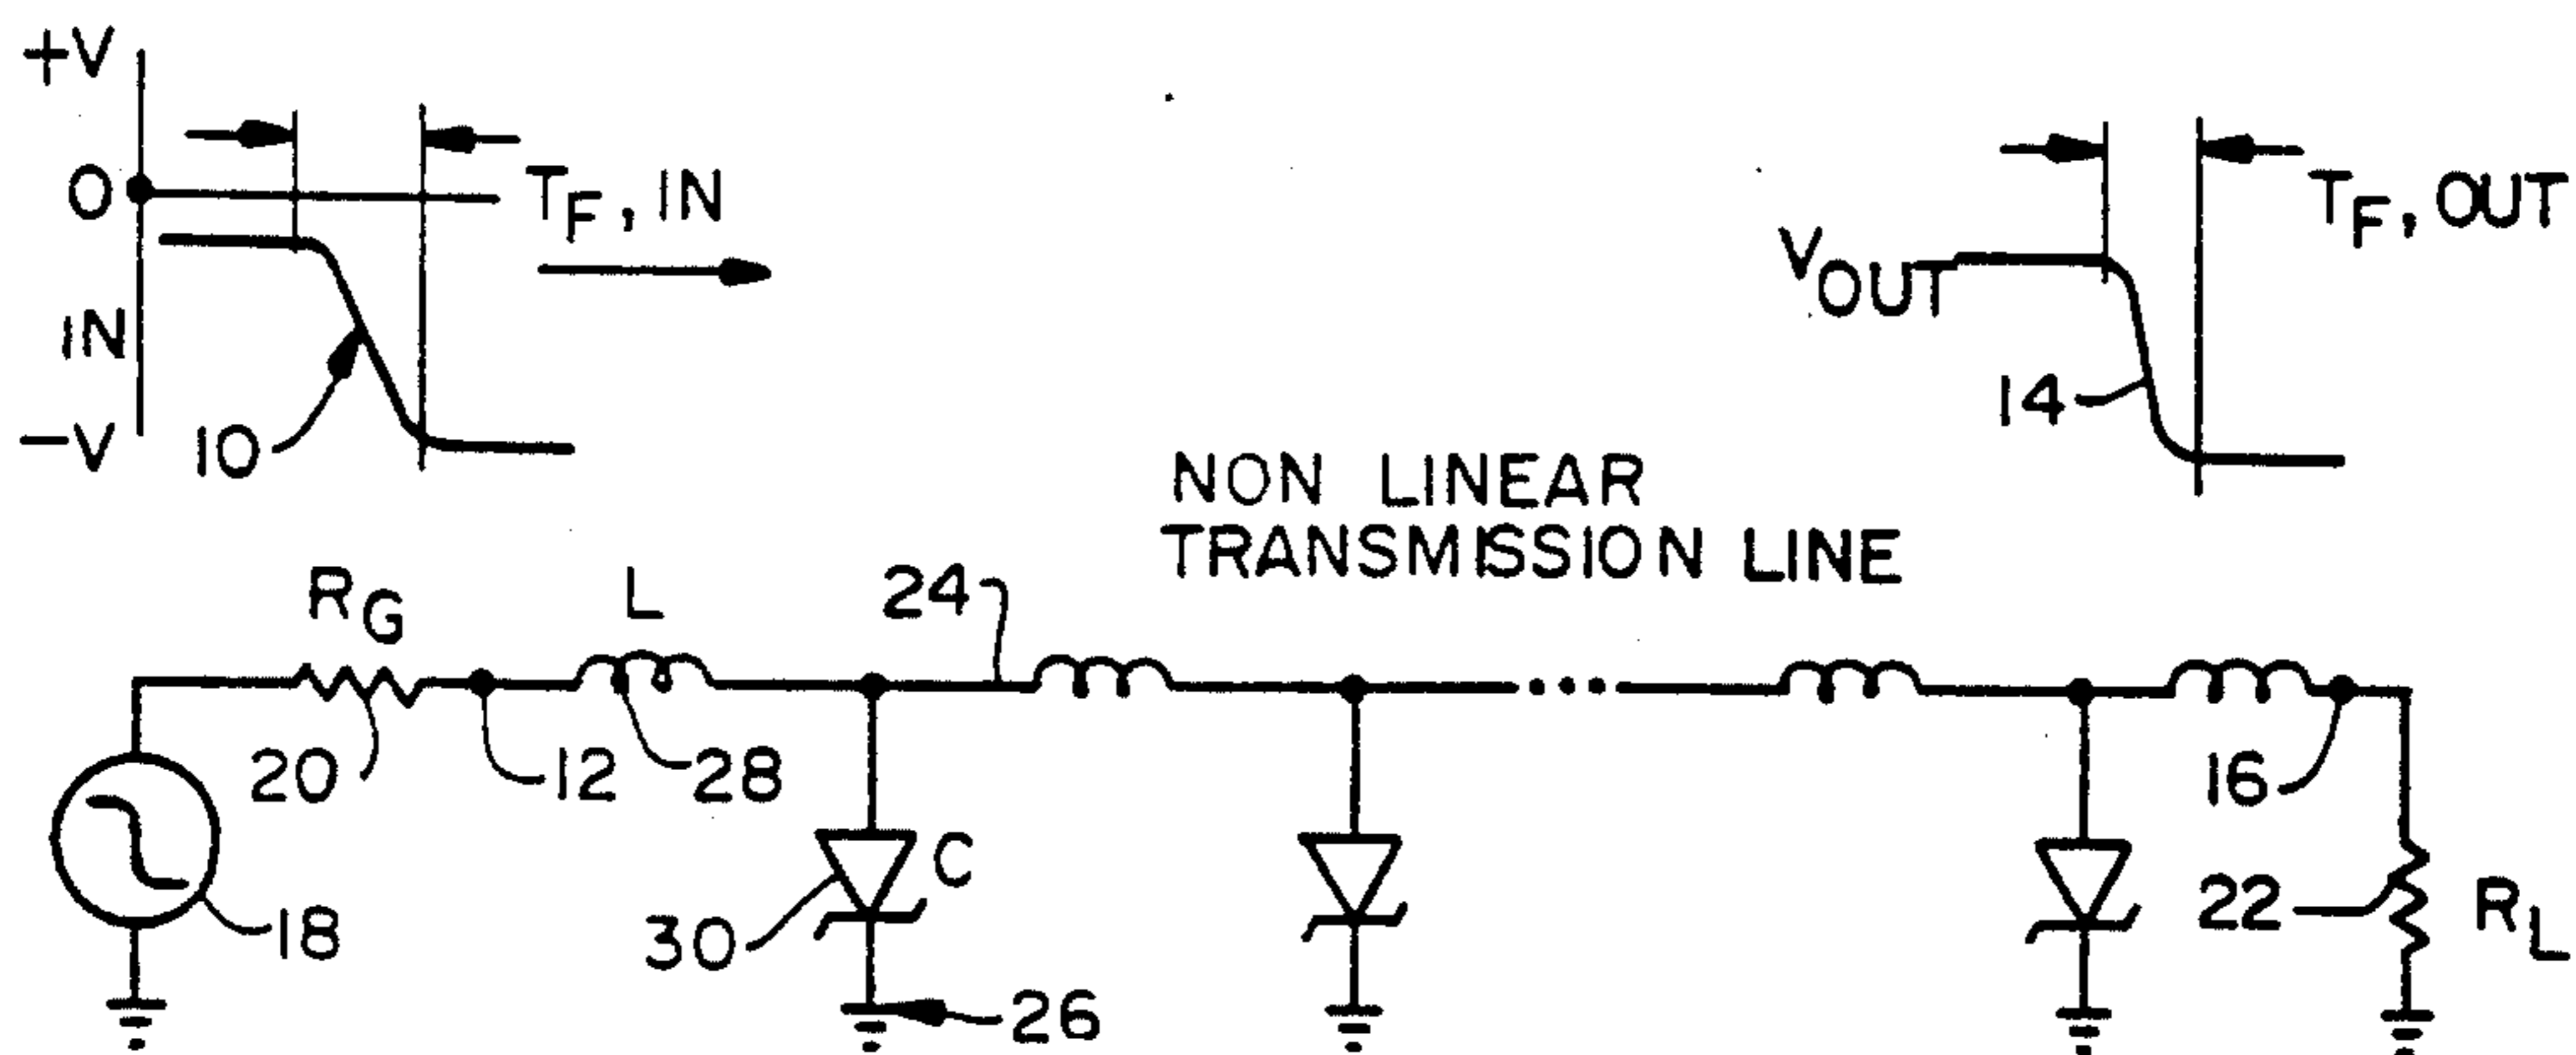 +V
0
T_F, IN
IN
-V
10
V_OUT
T_F, OUT
14
NON LINEAR
TRANSMISSION LINE
R_G
L
24
20
12
28
16
18
30
C
26
22
R_L